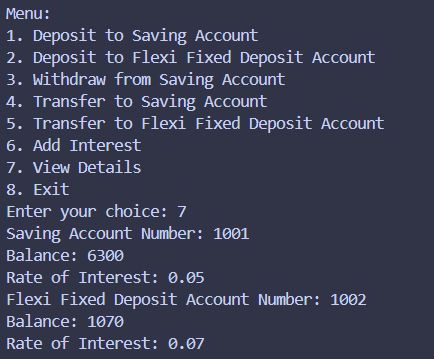 Menu:
1. Deposit to Saving Account
2. Deposit to Flexi Fixed Deposit Account
3. Withdraw from Saving Account
4. Transfer to Saving Account
5. Transfer to Flexi Fixed Deposit Account
6. Add Interest
7. View Details
8. Exit
Enter your choice: 7
Saving Account Number: 1001
Balance: 6300
Rate of Interest: 0.05
Flexi Fixed Deposit Account Number: 1002
Balance: 1070
Rate of Interest: 0.07